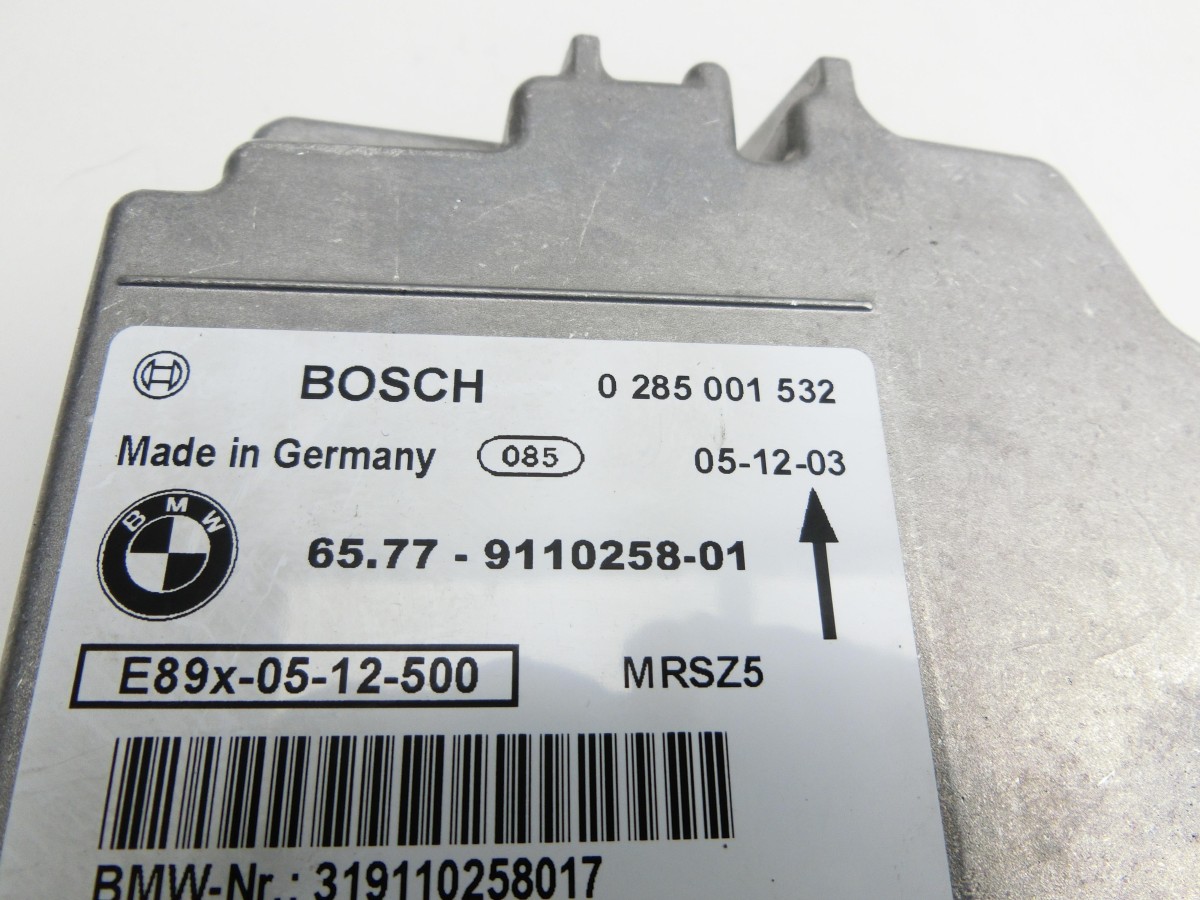 BOSCH 0 285 001 532
Made in Germany 085 05-12-03
BMW
65.77 - 9110258-01
E89x-05-12-500 MRSZ5
BMW-Nr.: 319110258017